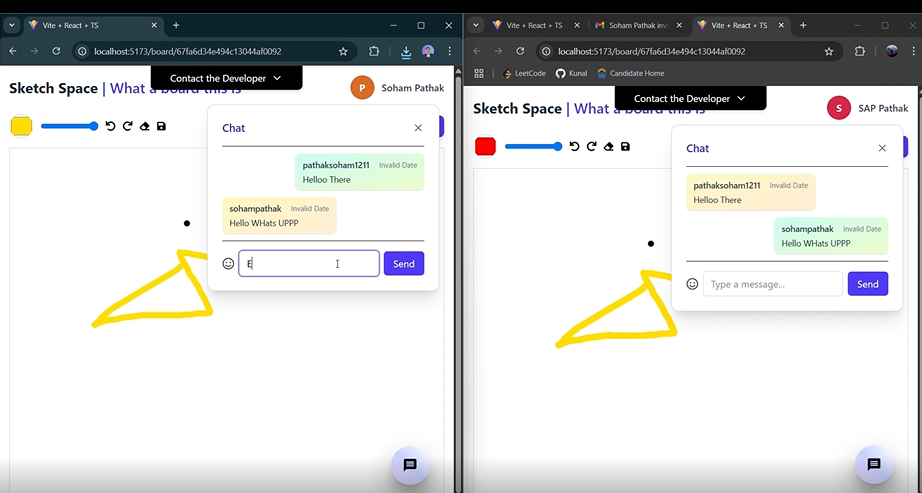 Vite + React + TS
localhost:5173/board/67fa6d34e494c13044af0092
Contact the Developer
Sketch Space | What a board this is
P
Soham Pathak
Chat
pathaksoham1211 Invalid Date
Helloo There
sohampathak Invalid Date
Hello WHats UPPP
E
Send
Vite + React + TS
Soham Pathak inv
Vite + React + TS
localhost:5173/board/67fa6d34e494c13044af0092
LeetCode
Kunal
Candidate Home
Contact the Developer
Sketch Space | What a board this is
S
SAP Pathak
Chat
pathaksoham1211 Invalid Date
Helloo There
sohampathak Invalid Date
Hello WHats UPPP
Type a message...
Send